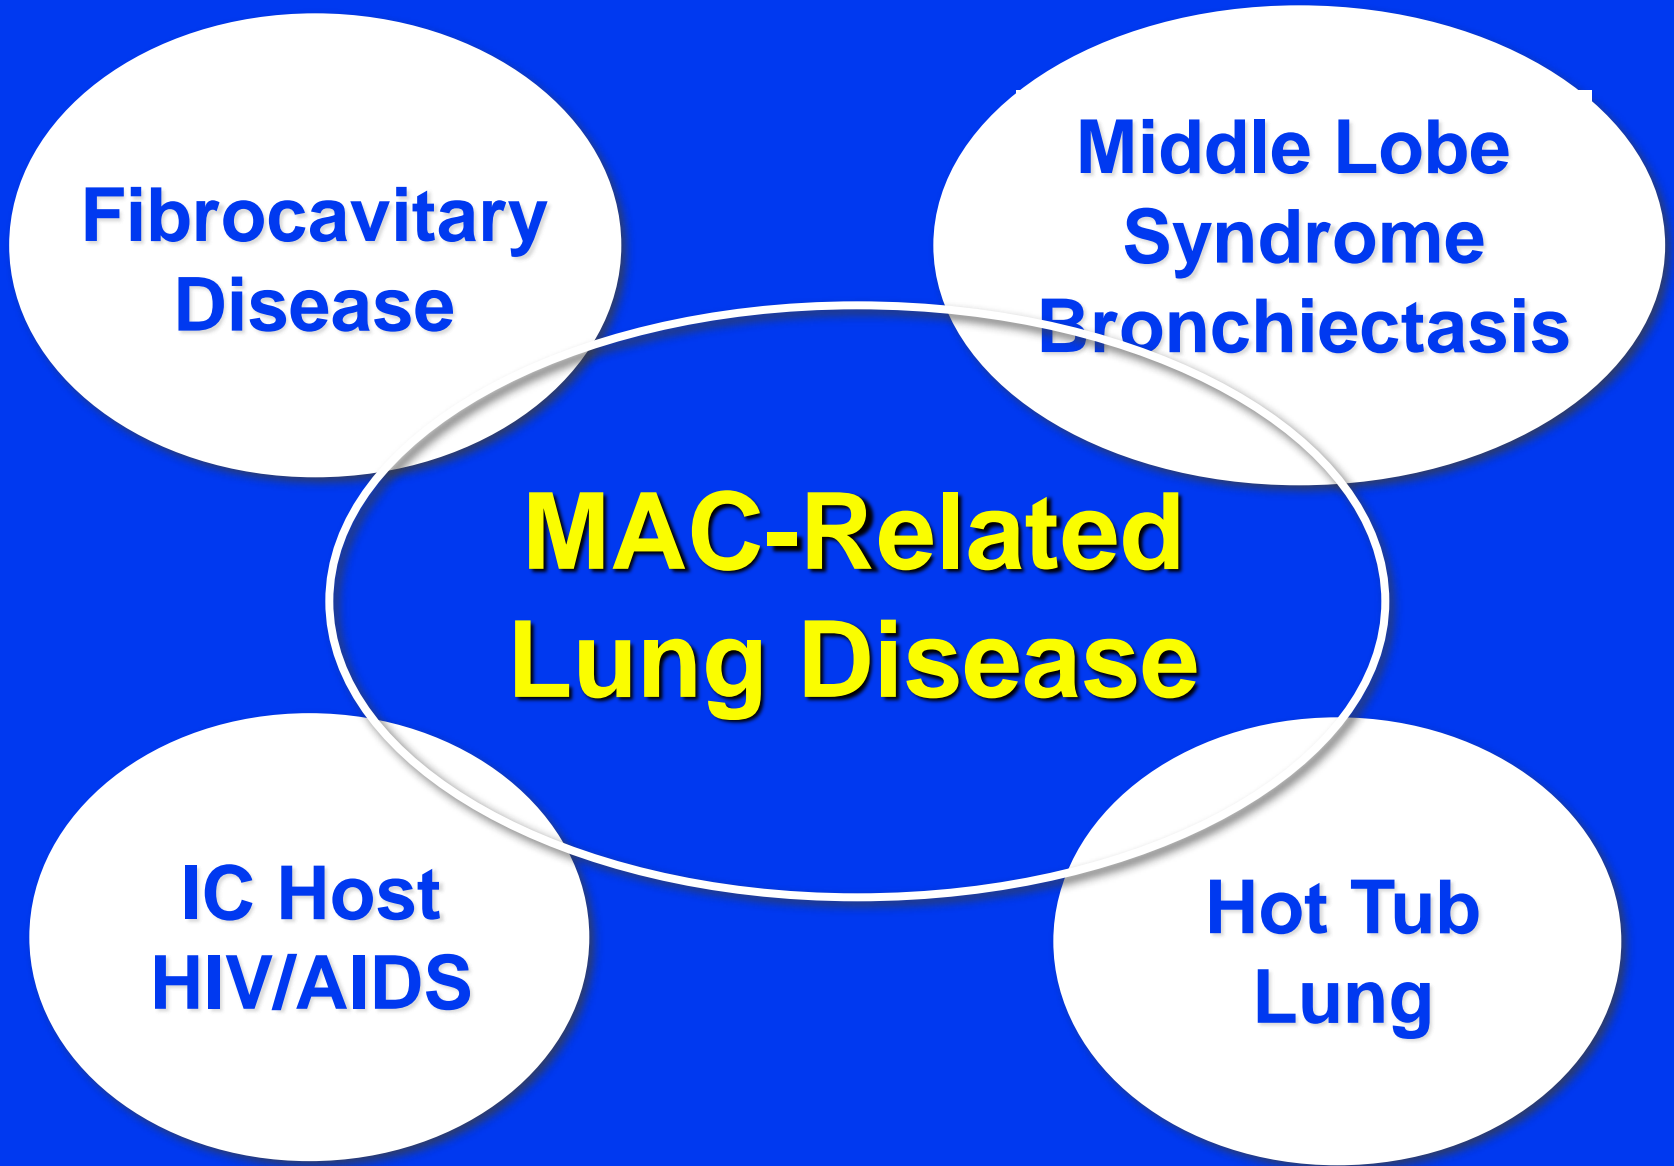 Fibrocavitary
Disease
Middle Lobe
Syndrome
Bronchiectasis
MAC-Related
Lung Disease
IC Host
HIV/AIDS
Hot Tub
Lung